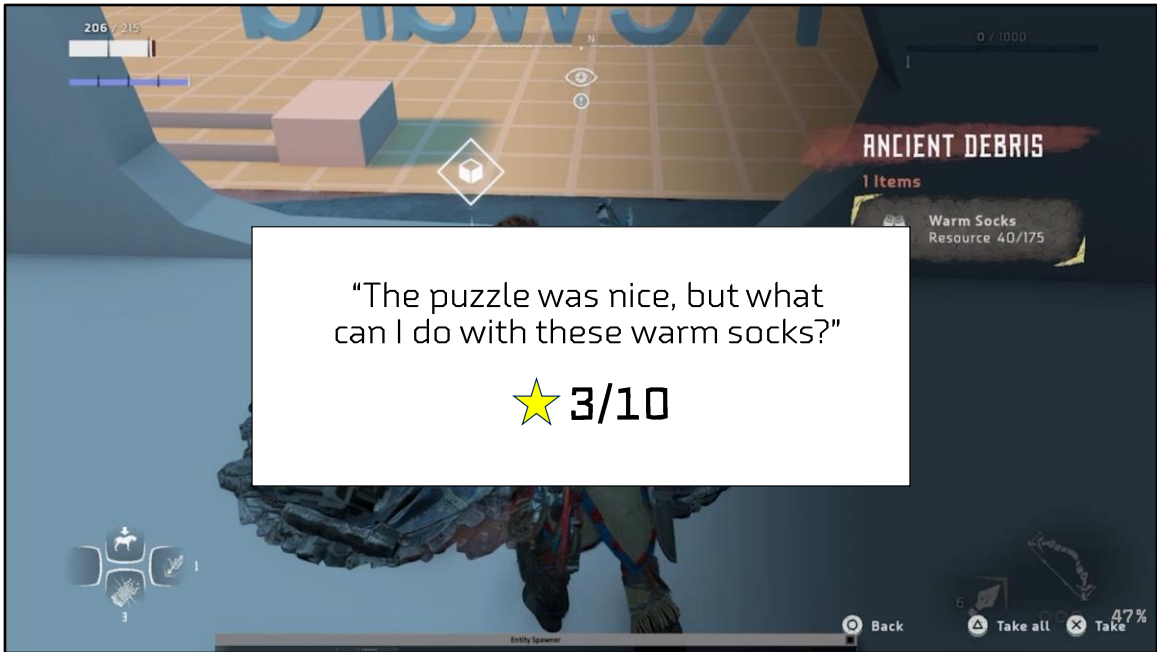 206 / 215
N
0 / 1000
1
ANCIENT DEBRIS
1 Items
Warm Socks
Resource 40/175
“The puzzle was nice, but what
can I do with these warm socks?”
3/10
1
3
6
47%
Back
Take all
Take
Entity Spawner